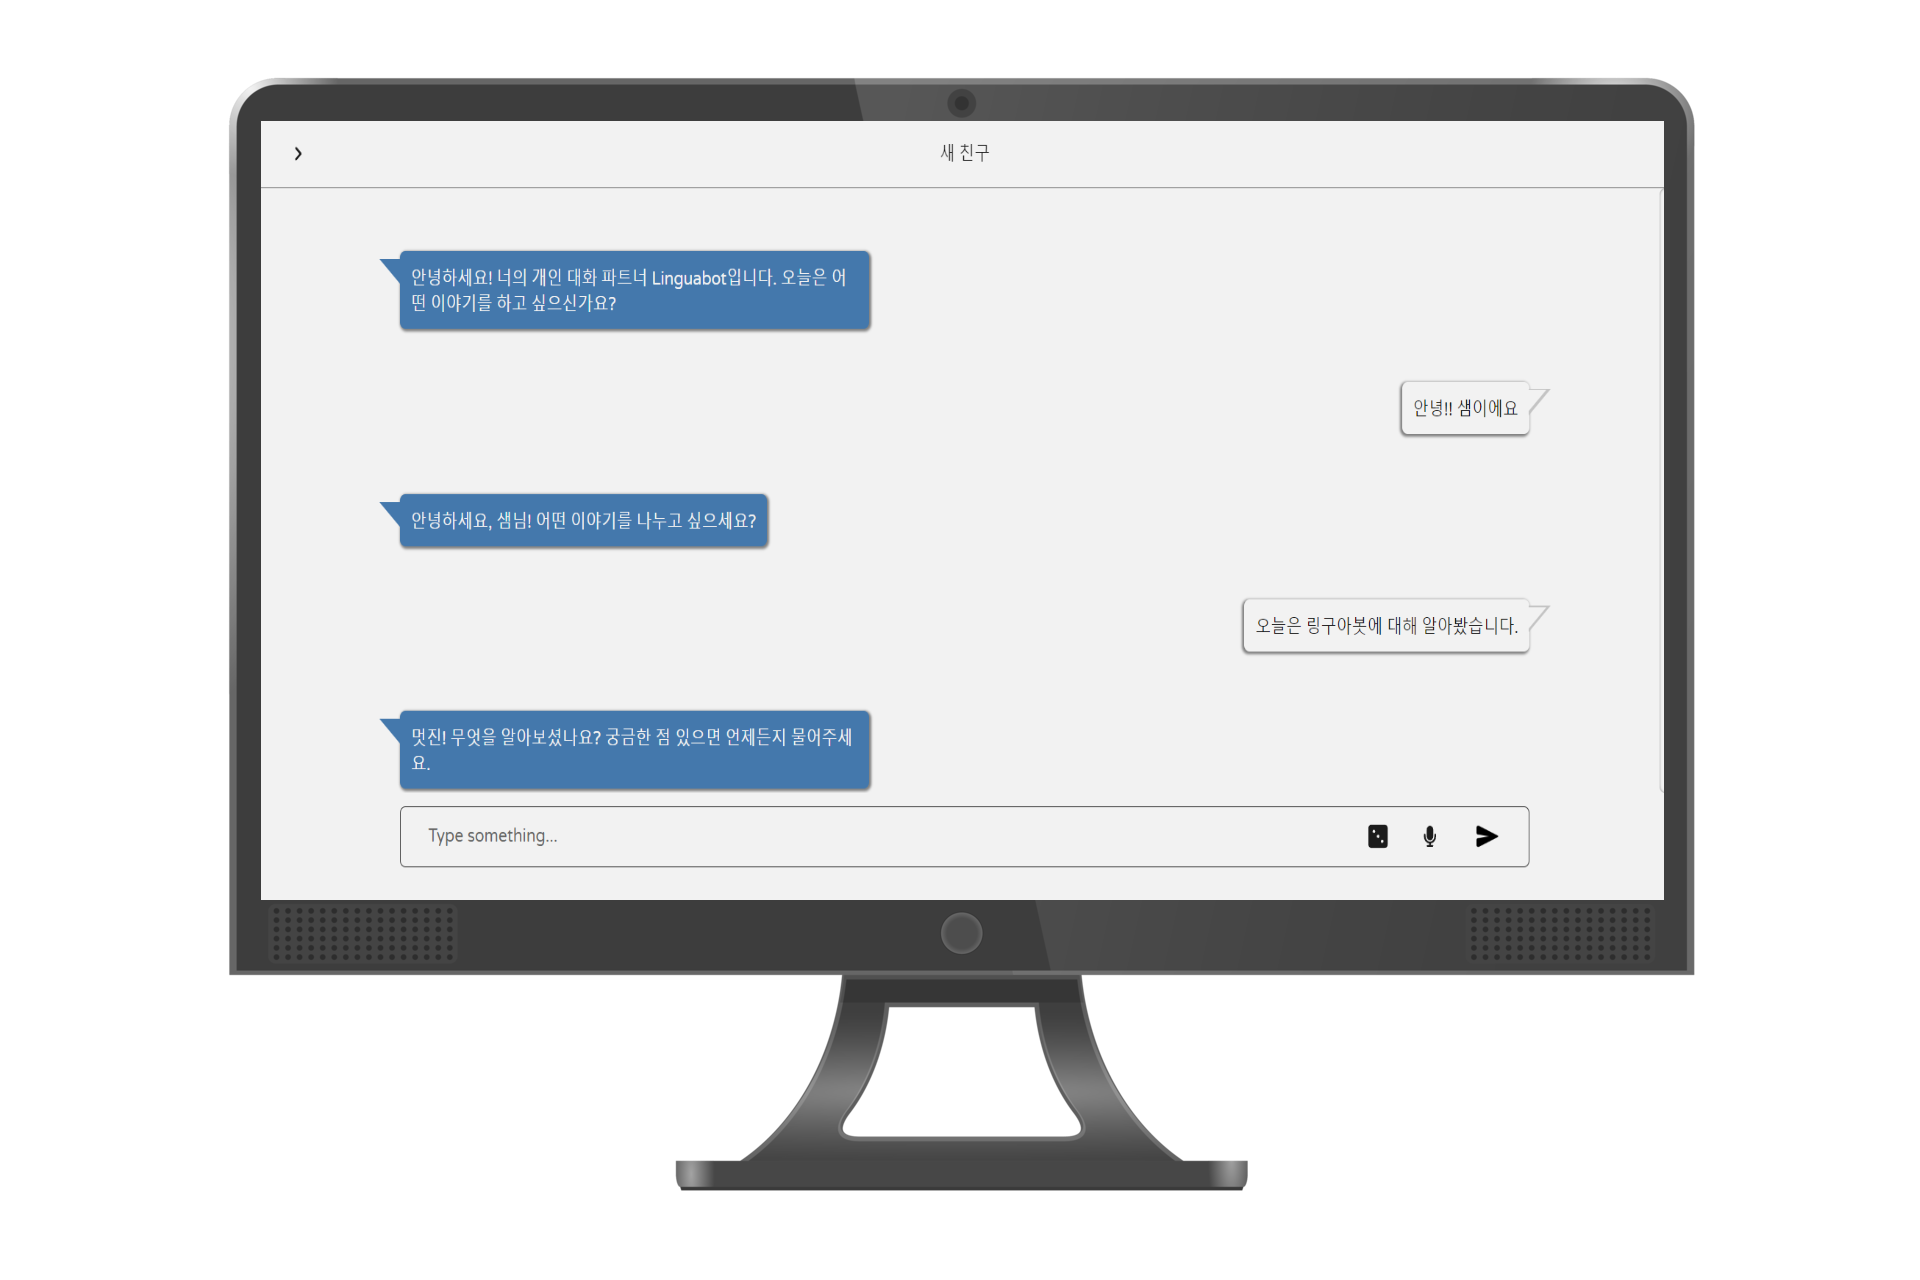 새 친구
안녕하세요! 너의 개인 대화 파트너 Linguabot입니다. 오늘은 어
떤 이야기를 하고 싶으신가요?
안녕!! 샘이에요
안녕하세요, 샘님! 어떤 이야기를 나누고 싶으세요?
오늘은 링구아봇에 대해 알아봤습니다.
멋진! 무엇을 알아보셨나요? 궁금한 점 있으면 언제든지 물어주세
요.
Type something...